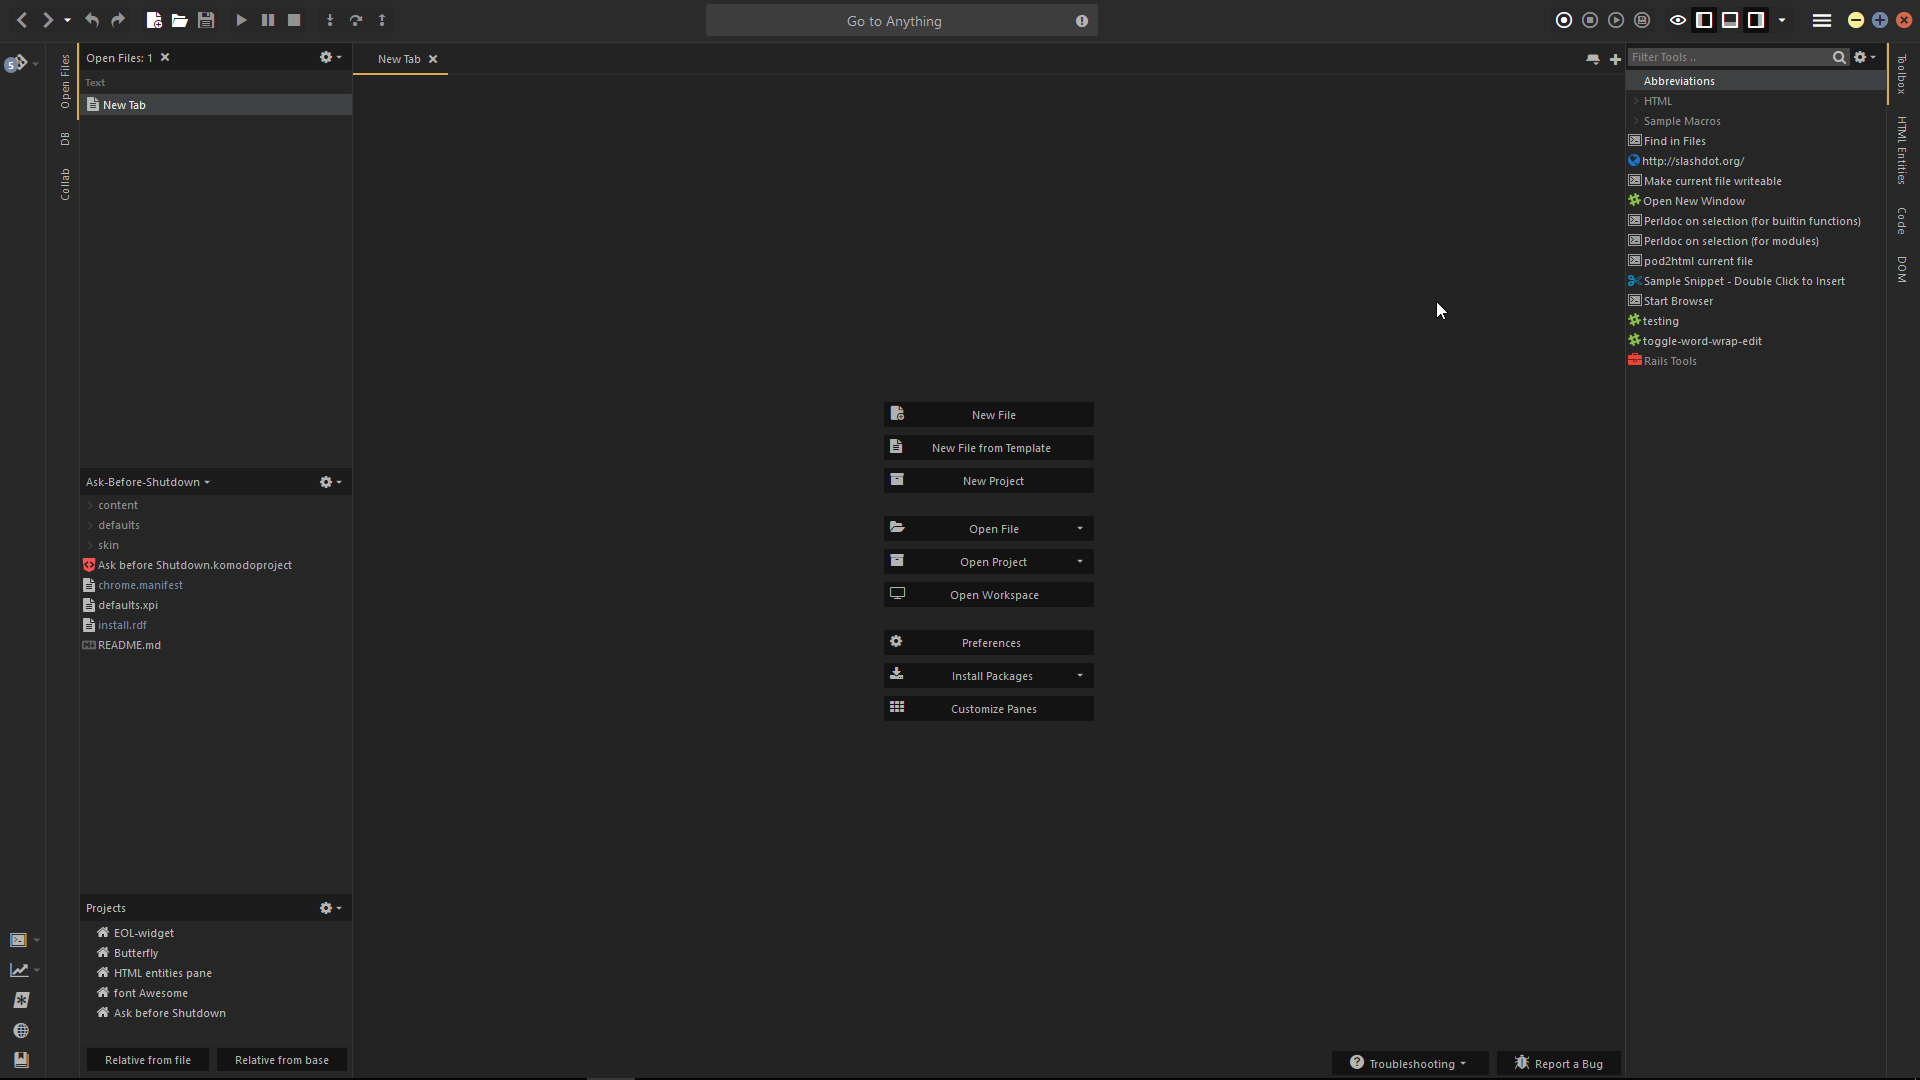 Go to Anything
5
Open Files
DB
Collab
Open Files: 1
Text
New Tab
New Tab
Ask-Before-Shutdown
content
defaults
skin
Ask before Shutdown.komodoproject
chrome.manifest
defaults.xpi
install.rdf
README.md
Projects
EOL-widget
Butterfly
HTML entities pane
font Awesome
Ask before Shutdown
Relative from file
Relative from base
New File
New File from Template
New Project
Open File
Open Project
Open Workspace
Preferences
Install Packages
Customize Panes
Troubleshooting
Report a Bug
Filter Tools ..
Abbreviations
HTML
Sample Macros
Find in Files
http://slashdot.org/
Make current file writeable
Open New Window
Perldoc on selection (for builtin functions)
Perldoc on selection (for modules)
pod2html current file
Sample Snippet - Double Click to Insert
Start Browser
testing
toggle-word-wrap-edit
Rails Tools
Toolbox
HTML Entities
Code
DOM